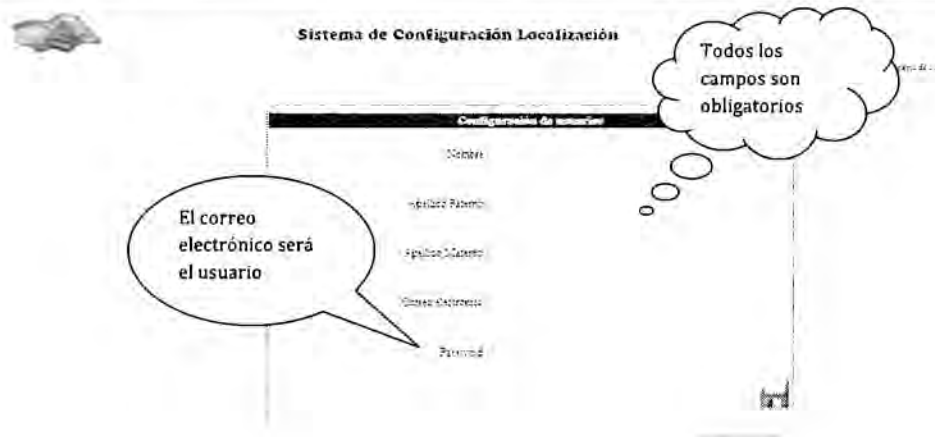 Sistema de Configuración Localización
Todos los
campos son
obligatorios
Configuración de usuarios
Nombre
Apellido Paterno
El correo
electrónico será
el usuario
Apellido Materno
Correo Electrónico
Password